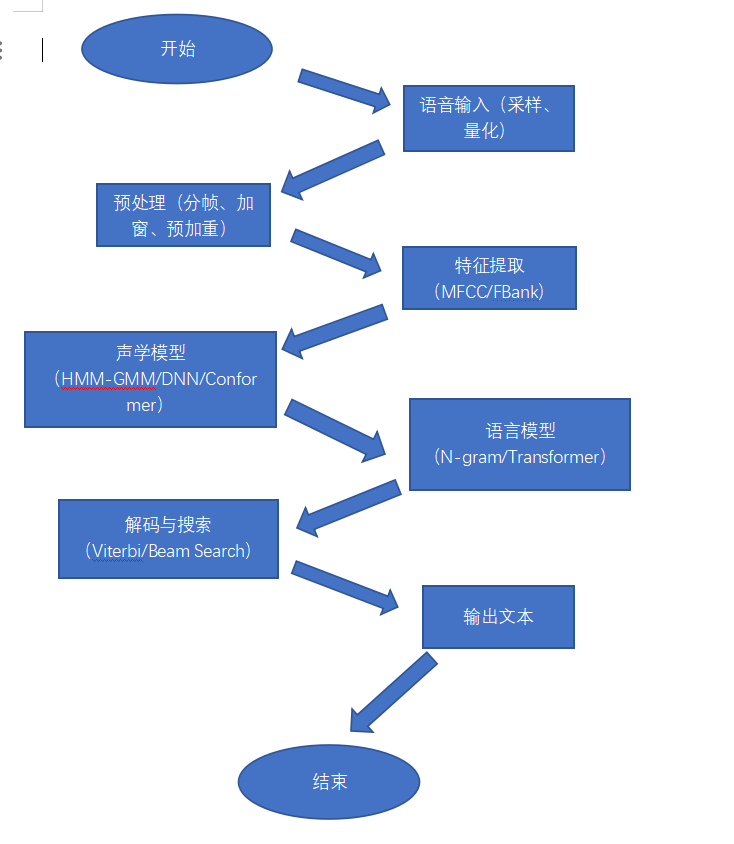 开始
语音输入（采样、
量化）
预处理（分帧、加
窗、预加重）
特征提取
（MFCC/FBank）
声学模型
（HMM-GMM/DNN/Confor
mer）
语言模型
（N-gram/Transformer）
解码与搜索
（Viterbi/Beam Search）
输出文本
结束